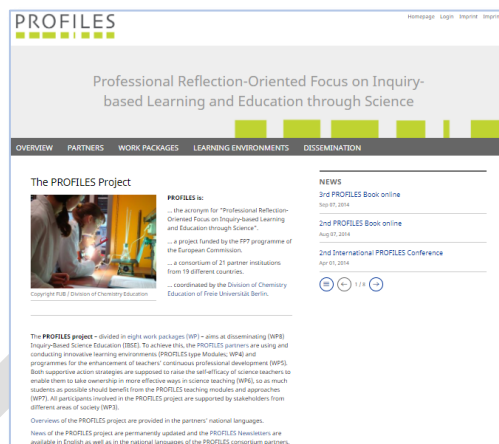 PROFILES
Homepage Login Imprint Imprin
Professional Reflection-Oriented Focus on Inquiry-
based Learning and Education through Science
OVERVIEW PARTNERS WORK PACKAGES LEARNING ENVIRONMENTS DISSEMINATION
The PROFILES Project
Copyright FUB / Division of Chemistry Education
PROFILES is:
... the acronym for "Professional Reflection-
Oriented Focus on Inquiry-based Learning
and Education through Science".
... a project funded by the FP7 programme of
the European Commission.
... a consortium of 21 partner institutions
from 19 different countries.
... coordinated by the Division of Chemistry
Education of Freie Universität Berlin.
NEWS
3rd PROFILES Book online
Sep 07, 2014
2nd PROFILES Book online
Aug 07, 2014
2nd International PROFILES Conference
Apr 01, 2014
1 / 8
The PROFILES project – divided in eight work packages (WP) – aims at disseminating (WP8)
Inquiry-Based Science Education (IBSE). To achieve this, the PROFILES partners are using and
conducting innovative learning environments (PROFILES type Modules; WP4) and
programmes for the enhancement of teachers' continuous professional development (WP5).
Both supportive action strategies are supposed to raise the self-efficacy of science teachers to
enable them to take ownership in more effective ways in science teaching (WP6), so as much
students as possible should benefit from the PROFILES teaching modules and approaches
(WP7). All participants involved in the PROFILES project are supported by stakeholders from
different areas of society (WP3).
Overviews of the PROFILES project are provided in the partners' national languages.
News of the PROFILES project are permanently updated and the PROFILES Newsletters are
available in English as well as in the national languages of the PROFILES consortium partners.